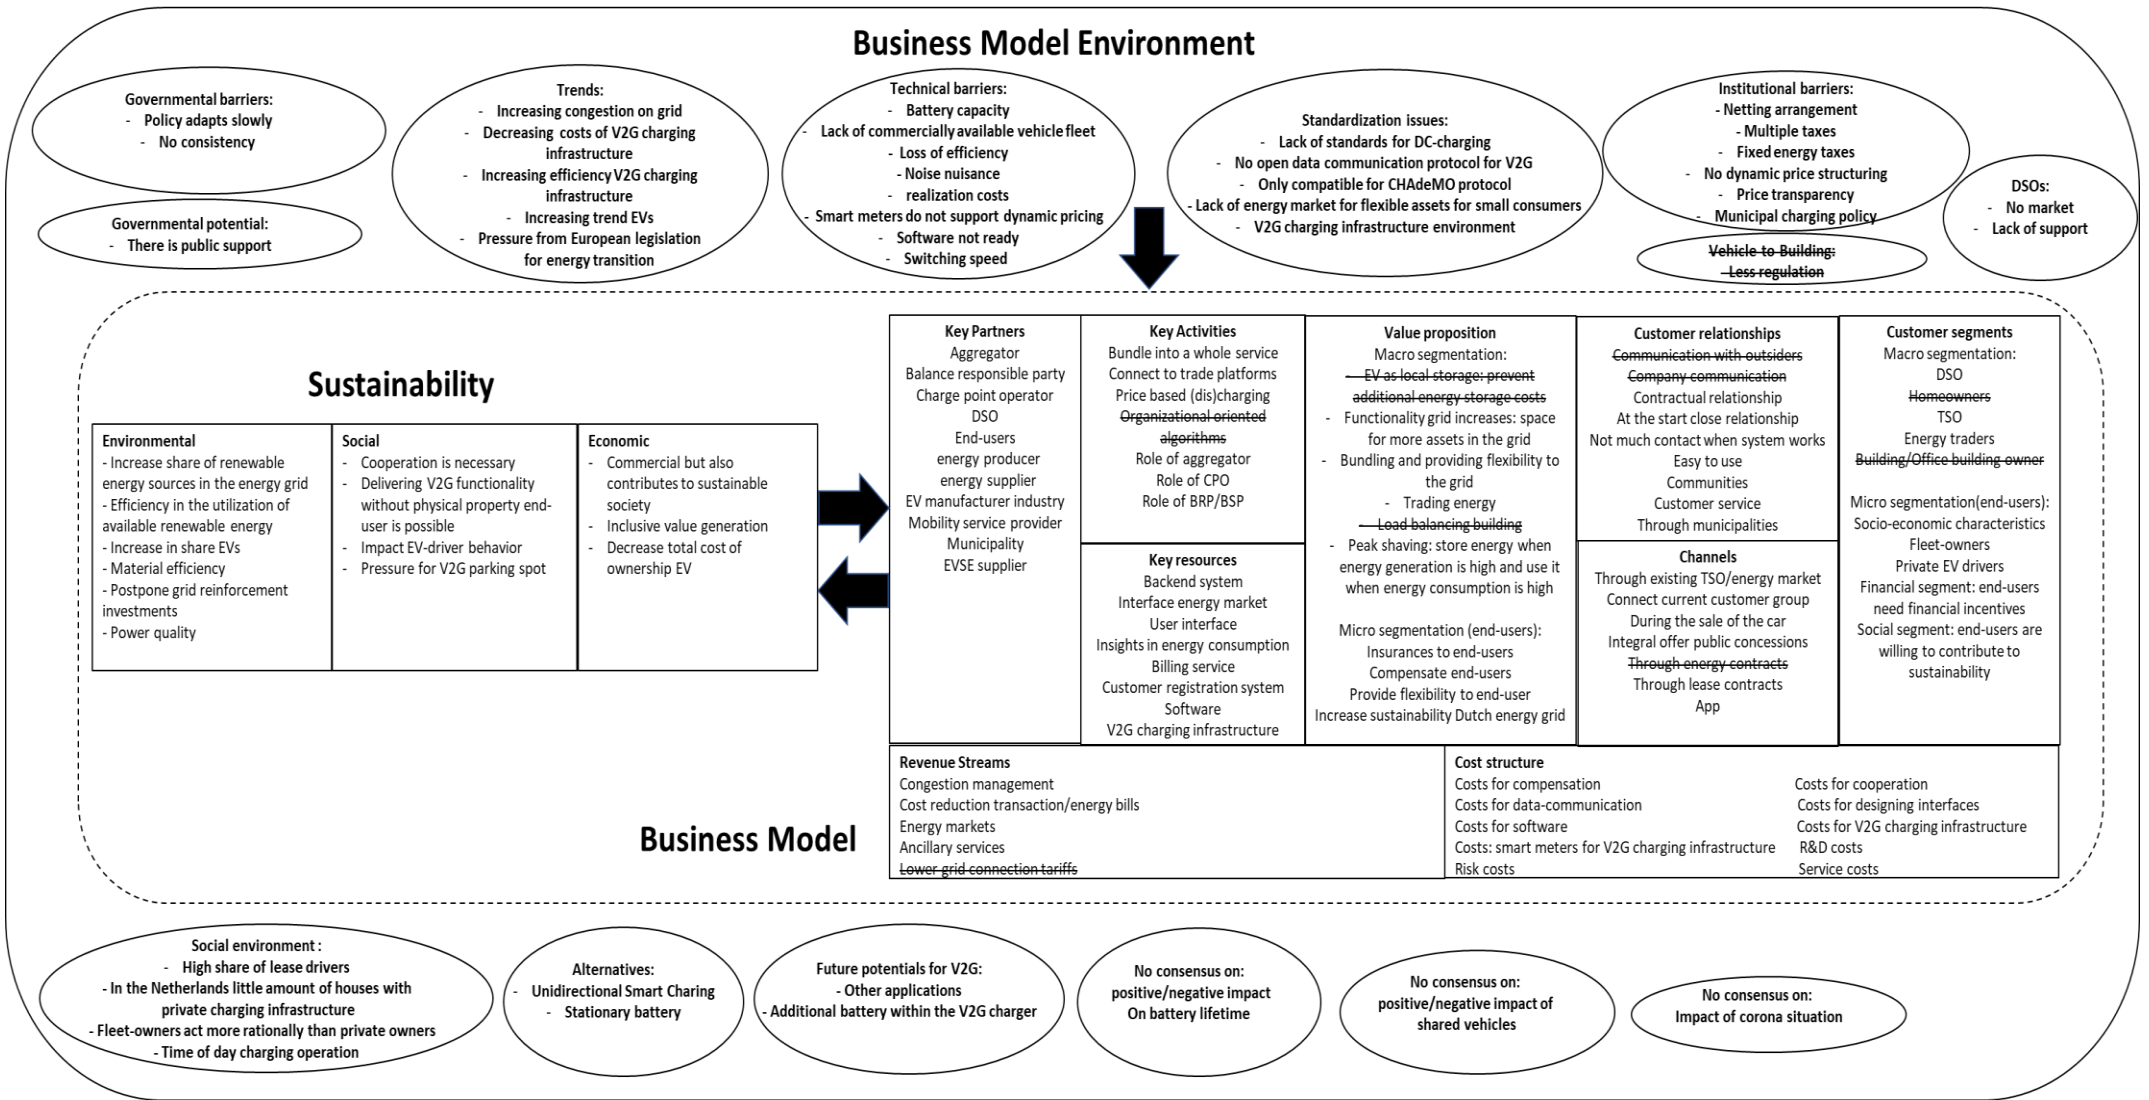 Business Model Environment
Governmental barriers:
- Policy adapts slowly
- No consistency
Governmental potential:
- There is public support
Trends:
- Increasing congestion on grid
- Decreasing costs of V2G charging
infrastructure
- Increasing efficiency V2G charging
infrastructure
- Increasing trend EVs
- Pressure from European legislation
for energy transition
Technical barriers:
- Battery capacity
- Lack of commercially available vehicle fleet
- Loss of efficiency
- Noise nuisance
- realization costs
- Smart meters do not support dynamic pricing
- Software not ready
- Switching speed
Standardization issues:
- Lack of standards for DC-charging
- No open data communication protocol for V2G
- Only compatible for CHAdeMO protocol
- Lack of energy market for flexible assets for small consumers
- V2G charging infrastructure environment
Institutional barriers:
- Netting arrangement
- Multiple taxes
- Fixed energy taxes
- No dynamic price structuring
- Price transparency
- Municipal charging policy
Vehicle to Building:
- Less regulation
DSOs:
- No market
- Lack of support
Sustainability
Environmental
- Increase share of renewable
energy sources in the energy grid
- Efficiency in the utilization of
available renewable energy
- Increase in share EVs
- Material efficiency
- Postpone grid reinforcement
investments
- Power quality
Social
- Cooperation is necessary
- Delivering V2G functionality
without physical property end-
user is possible
- Impact EV-driver behavior
- Pressure for V2G parking spot
Economic
- Commercial but also
contributes to sustainable
society
- Inclusive value generation
- Decrease total cost of
ownership EV
Key Partners
Aggregator
Balance responsible party
Charge point operator
DSO
End-users
energy producer
energy supplier
EV manufacturer industry
Mobility service provider
Municipality
EVSE supplier
Key Activities
Bundle into a whole service
Connect to trade platforms
Price based (dis)charging
Organizational oriented
algorithms
Role of aggregator
Role of CPO
Role of BRP/BSP
Key resources
Backend system
Interface energy market
User interface
Insights in energy consumption
Billing service
Customer registration system
Software
V2G charging infrastructure
Value proposition
Macro segmentation:
- EV as local storage: prevent
additional energy storage costs
- Functionality grid increases: space
for more assets in the grid
- Bundling and providing flexibility to
the grid
- Trading energy
- Load balancing building
- Peak shaving: store energy when
energy generation is high and use it
when energy consumption is high
Micro segmentation (end-users):
Insurances to end-users
Compensate end-users
Provide flexibility to end-user
Increase sustainability Dutch energy grid
Customer relationships
Communication with outsiders
Company communication
Contractual relationship
At the start close relationship
Not much contact when system works
Easy to use
Communities
Customer service
Through municipalities
Channels
Through existing TSO/energy market
Connect current customer group
During the sale of the car
Integral offer public concessions
Through energy contracts
Through lease contracts
App
Customer segments
Macro segmentation:
DSO
Homeowners
TSO
Energy traders
Building/Office building owner
Micro segmentation(end-users):
Socio-economic characteristics
Fleet-owners
Private EV drivers
Financial segment: end-users
need financial incentives
Social segment: end-users are
willing to contribute to
sustainability
Business Model
Revenue Streams
Congestion management
Cost reduction transaction/energy bills
Energy markets
Ancillary services
Lower grid connection tariffs
Cost structure
Costs for compensation
Costs for data-communication
Costs for software
Costs: smart meters for V2G charging infrastructure
Risk costs
Costs for cooperation
Costs for designing interfaces
Costs for V2G charging infrastructure
R&D costs
Service costs
Social environment :
- High share of lease drivers
- In the Netherlands little amount of houses with
private charging infrastructure
- Fleet-owners act more rationally than private owners
- Time of day charging operation
Alternatives:
- Unidirectional Smart Charing
- Stationary battery
Future potentials for V2G:
- Other applications
- Additional battery within the V2G charger
No consensus on:
positive/negative impact
On battery lifetime
No consensus on:
positive/negative impact of
shared vehicles
No consensus on:
Impact of corona situation